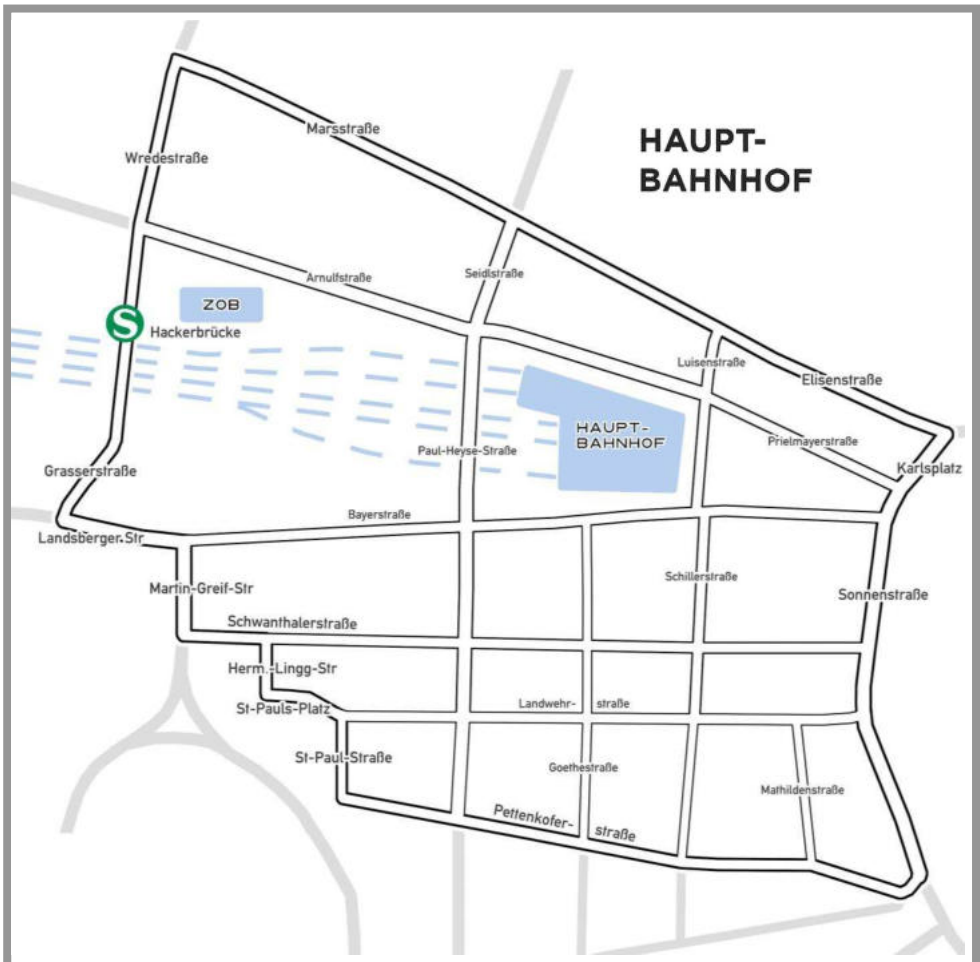 HAUPT-
BAHNHOF
Marsstraße
Wredestraße
Arnulfstraße
Seidlstraße
ZOB
S
Hackerbrücke
Luisenstraße
Elisenstraße
HAUPT-
BAHNHOF
Prielmayerstraße
Paul-Heyse-Straße
Karlsplatz
Grasserstraße
Bayerstraße
Landsberger Str
Schillerstraße
Martin-Greif-Str
Sonnenstraße
Schwanthalerstraße
Herm.-Lingg-Str
Landwehr- straße
St-Pauls-Platz
St-Paul-Straße
Goethestraße
Mathildenstraße
Pettenkofer- straße